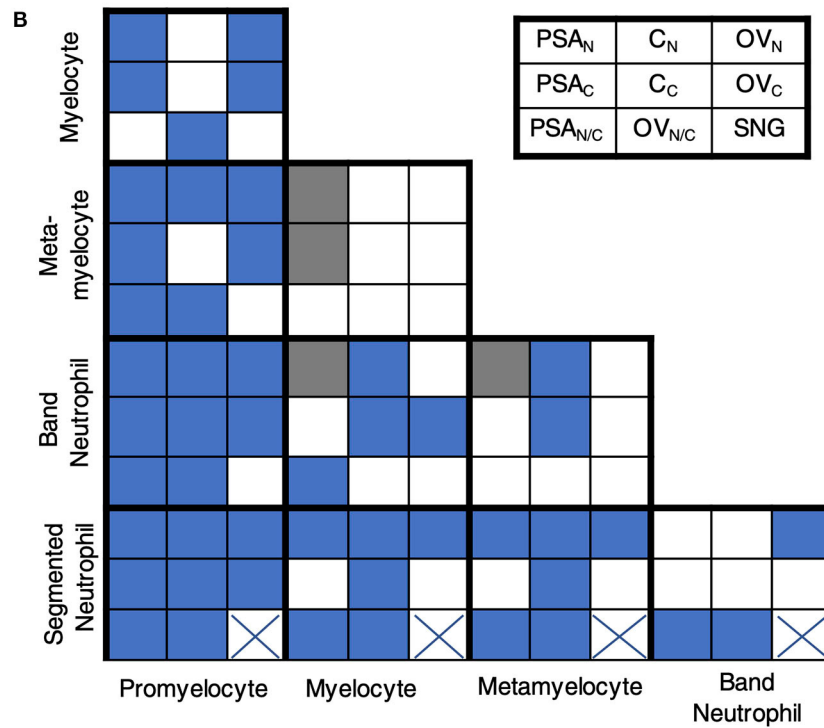 B
PSA_N C_N OV_N
PSA_C C_C OV_C
PSA_N/C OV_N/C SNG
Myelocyte
Meta-
myelocyte
Band
Neutrophil
Segmented
Neutrophil
Promyelocyte Myelocyte Metamyelocyte Band
Neutrophil